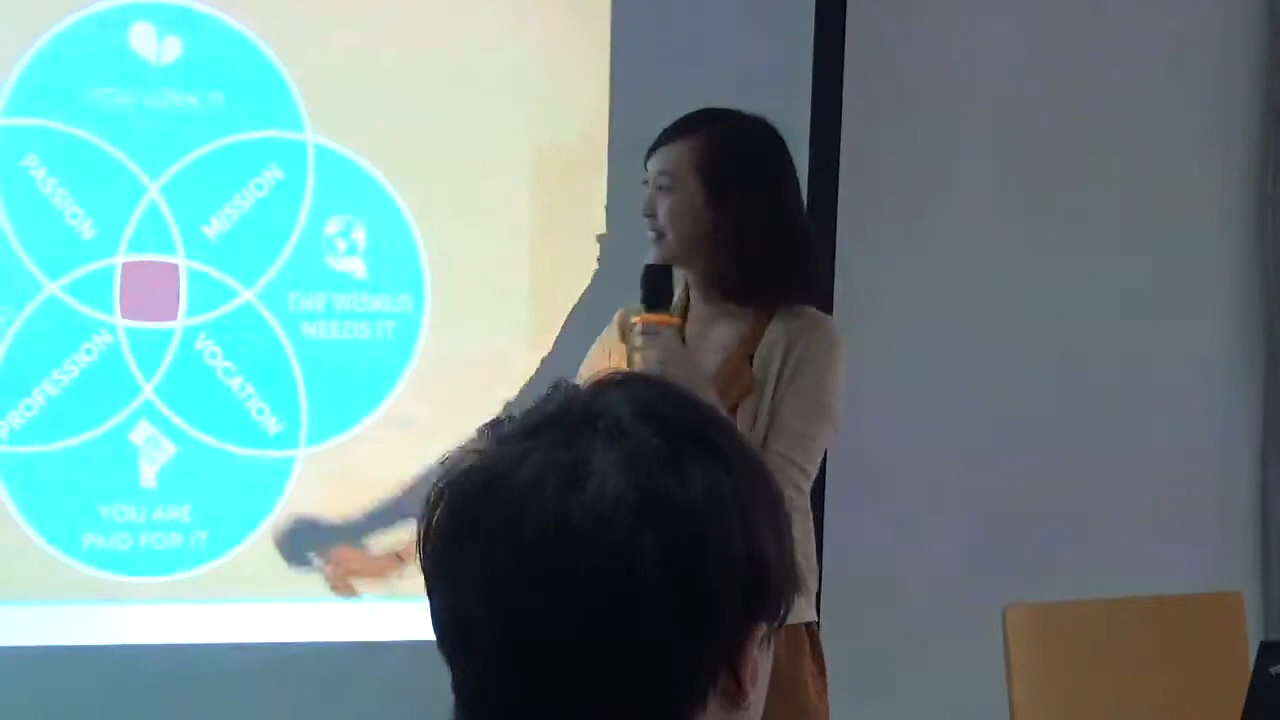 PASSION
MISSION
THE WORLD
NEEDS IT
PROFESSION
VOCATION
YOU ARE
PAID FOR IT